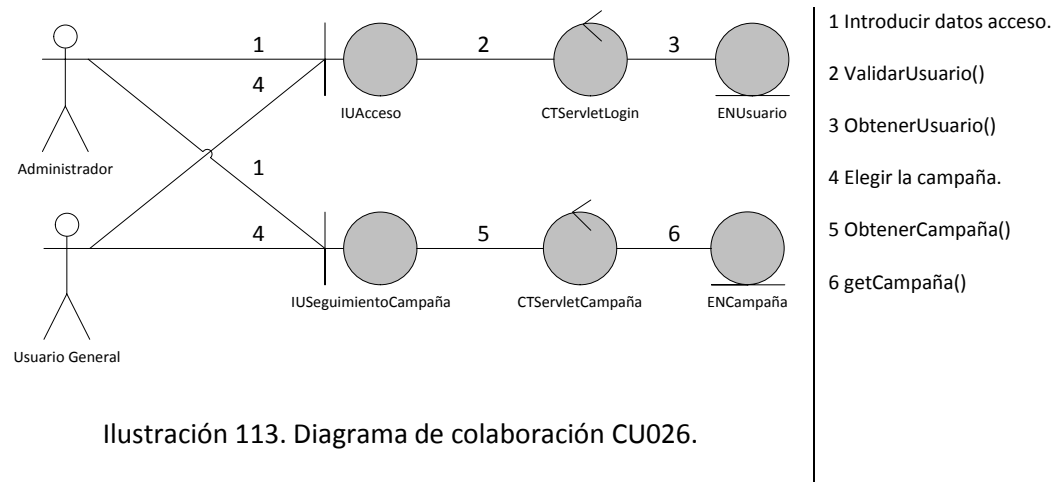 1
4
2
3
IUAcceso
CTServletLogin
ENUsuario
Administrador
1
4
5
6
IUSeguimientoCampaña
CTServletCampaña
ENCampaña
Usuario General
1 Introducir datos acceso.
2 ValidarUsuario()
3 ObtenerUsuario()
4 Elegir la campaña.
5 ObtenerCampaña()
6 getCampaña()
Ilustración 113. Diagrama de colaboración CU026.